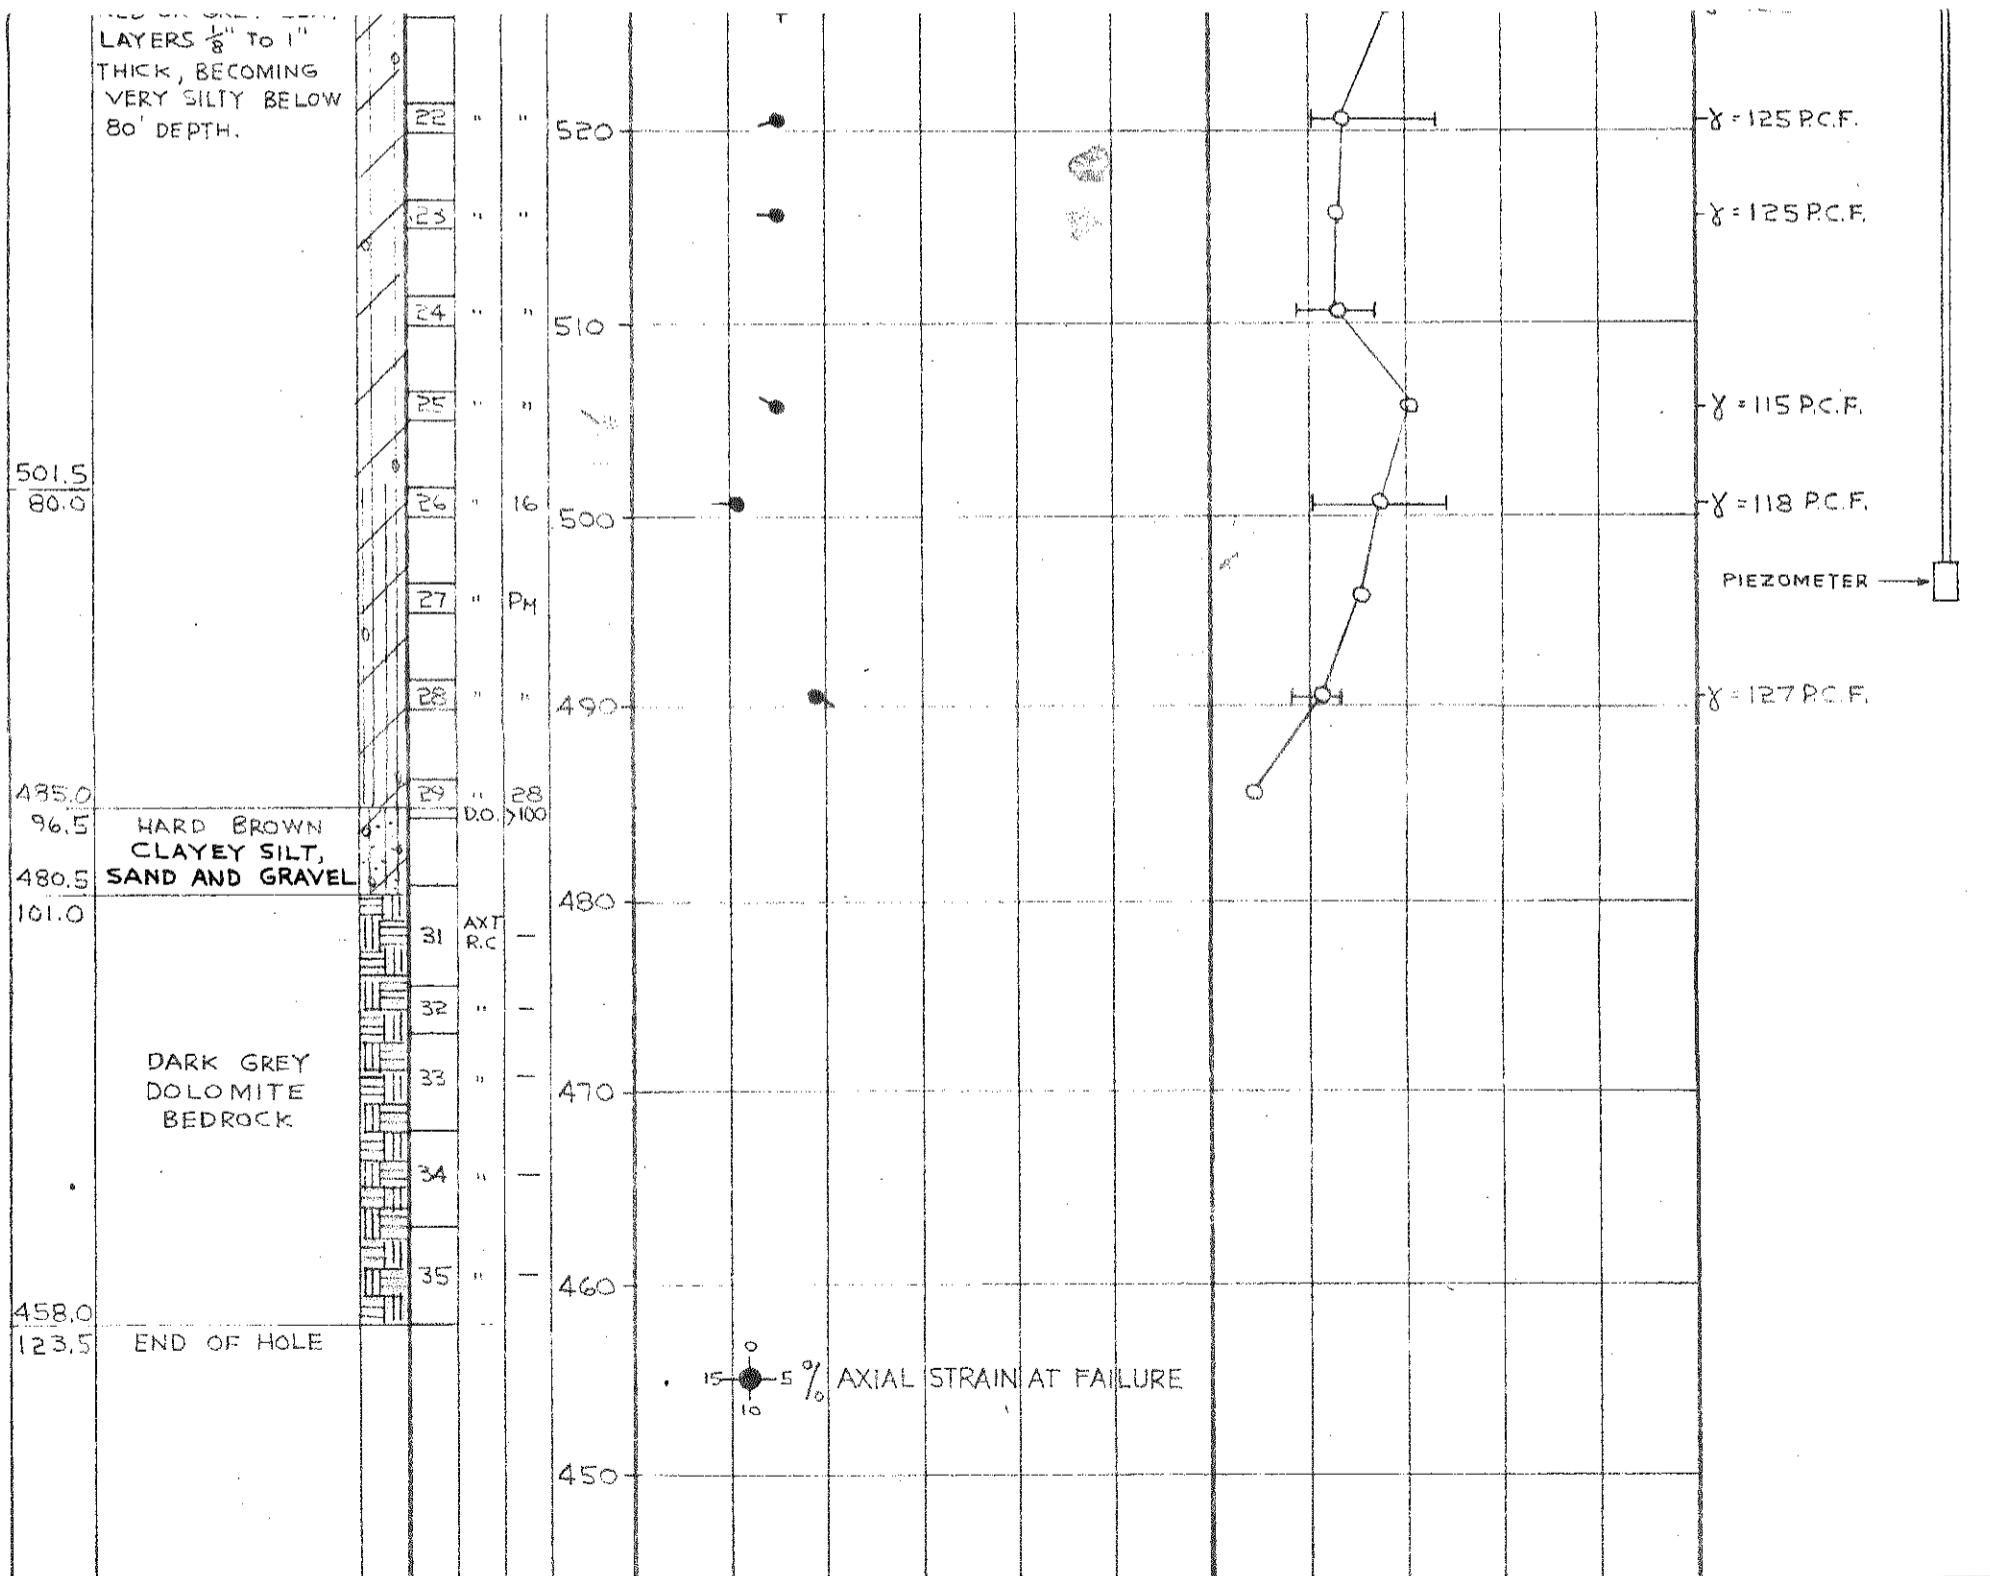 LAYERS 1/8" TO 1"
THICK, BECOMING
VERY SILTY BELOW
80' DEPTH.
22 " " 520 γ = 125 P.C.F.
23 " " γ = 125 P.C.F.
24 " " 510
25 " " γ = 115 P.C.F.
501.5
80.0
26 " 16 500 γ = 118 P.C.F.
27 " PM PIEZOMETER
28 " " 490 γ = 127 P.C.F.
485.0
29 " 28
D.O. >100
96.5
HARD BROWN
CLAYEY SILT,
SAND AND GRAVEL
480.5
101.0
480
31 AXT R.C —
32 " —
DARK GREY
DOLOMITE
BEDROCK
33 " — 470
34 " —
35 " — 460
458.0
123.5 END OF HOLE
0
15 5 % AXIAL STRAIN AT FAILURE
10
450